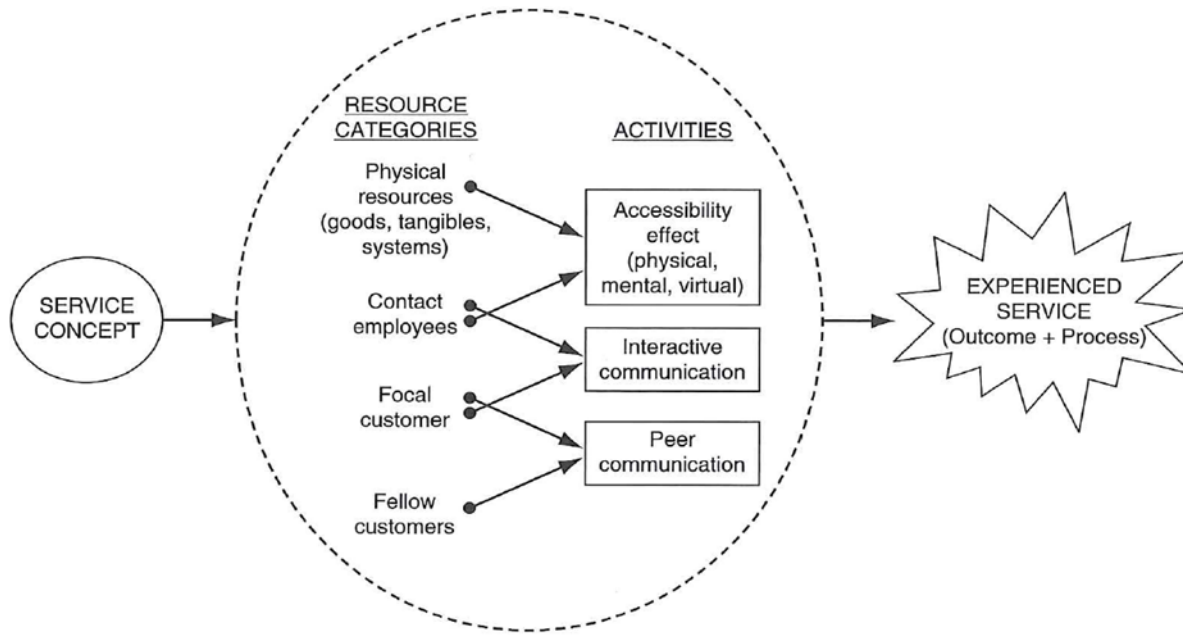 SERVICE
CONCEPT
RESOURCE
CATEGORIES
Physical
resources
(goods, tangibles,
systems)
Contact
employees
Focal
customer
Fellow
customers
ACTIVITIES
Accessibility
effect
(physical,
mental, virtual)
Interactive
communication
Peer
communication
EXPERIENCED
SERVICE
(Outcome + Process)